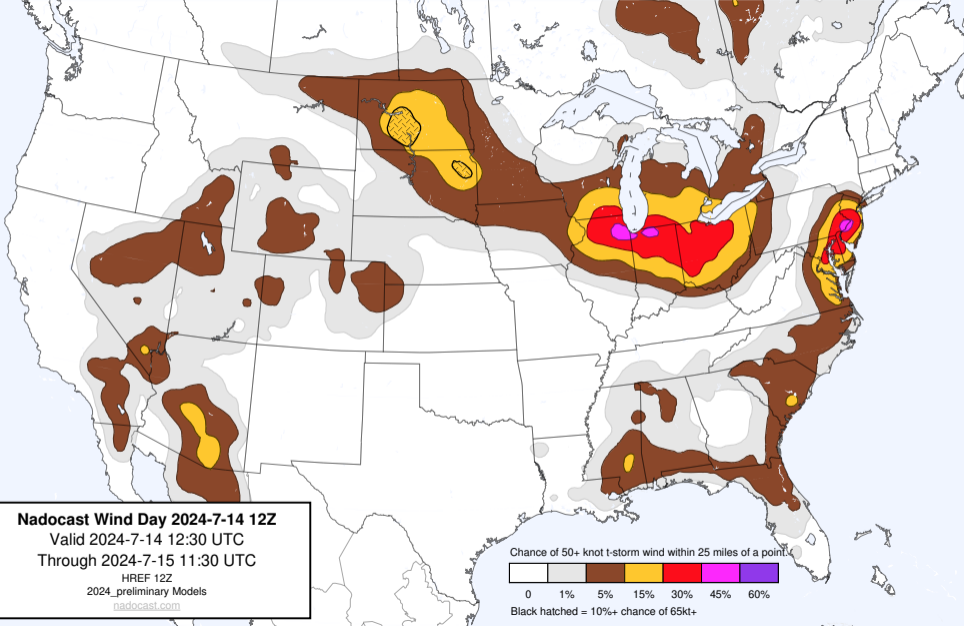 Nadocast Wind Day 2024-7-14 12Z
Valid 2024-7-14 12:30 UTC
Through 2024-7-15 11:30 UTC
HREF 12Z
2024_preliminary Models
nadocast.com
Chance of 50+ knot t-storm wind within 25 miles of a point.
0 1% 5% 15% 30% 45% 60%
Black hatched = 10%+ chance of 65kt+